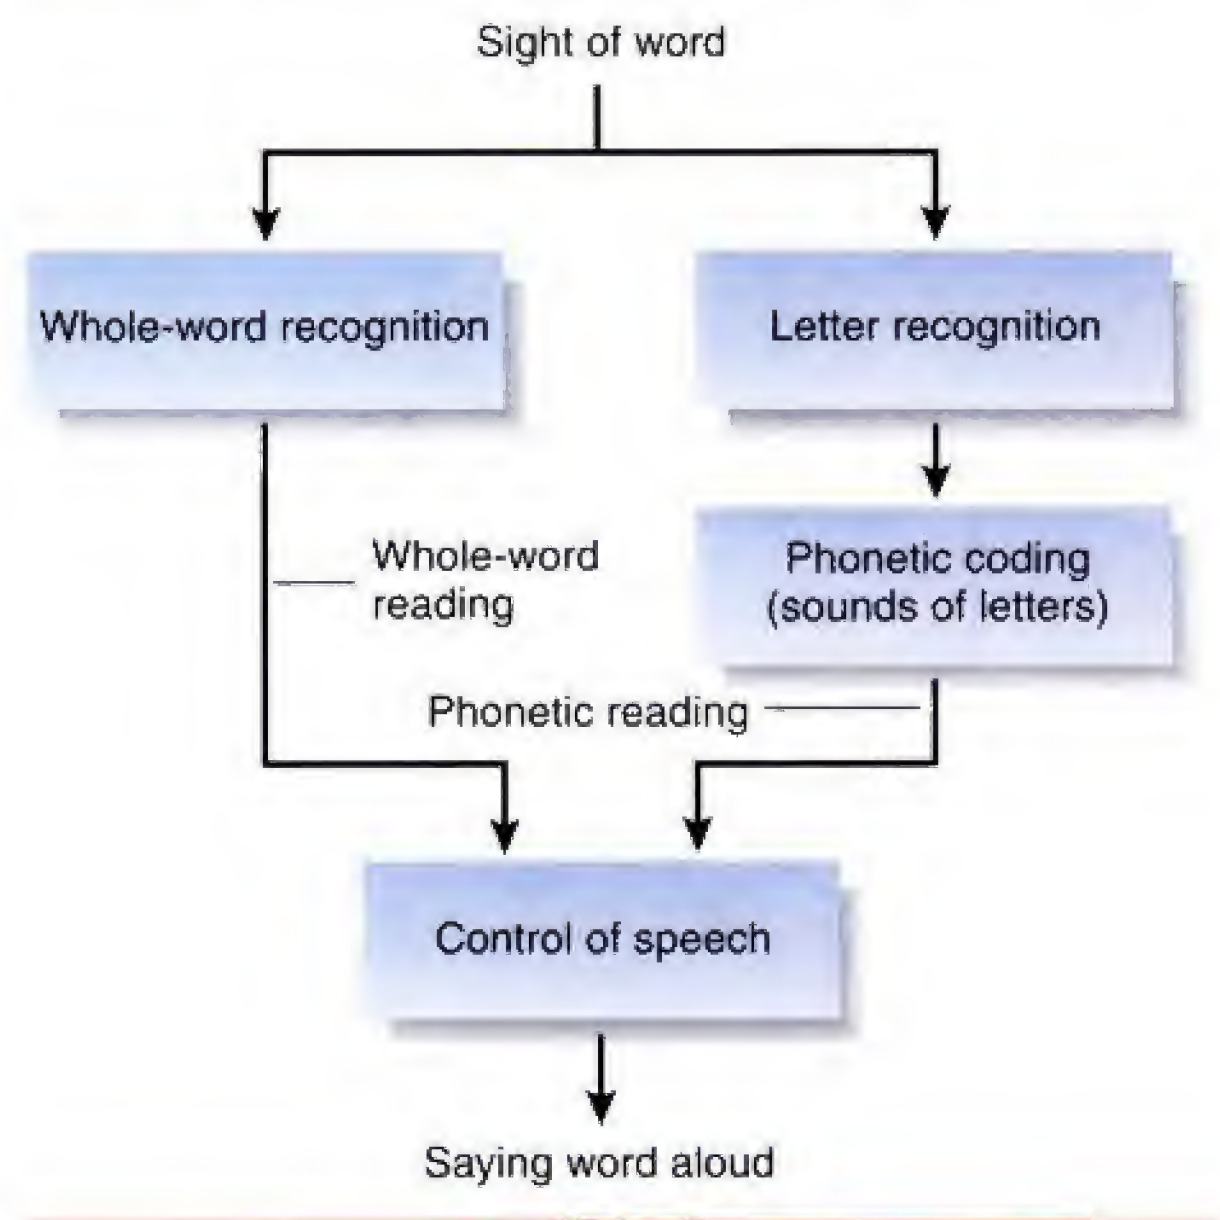 Sight of word
Whole-word recognition
Letter recognition
Whole-word
reading
Phonetic coding
(sounds of letters)
Phonetic reading
Control of speech
Saying word aloud